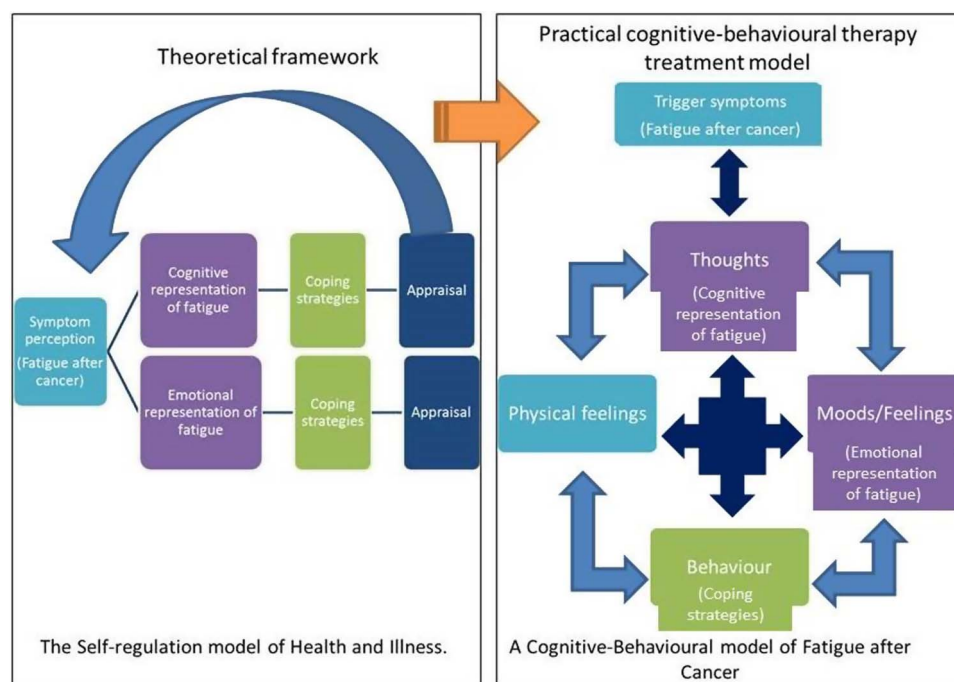 Theoretical framework
Symptom
perception
(Fatigue after
cancer)
Cognitive
representation
of fatigue
Coping
strategies
Appraisal
Emotional
representation of
fatigue
Coping
strategies
Appraisal
The Self-regulation model of Health and Illness.
Practical cognitive-behavioural therapy
treatment model
Trigger symptoms
(Fatigue after cancer)
Thoughts
(Cognitive
representation
of fatigue)
Physical feelings
Moods/Feelings
(Emotional
representation
of fatigue)
Behaviour
(Coping
strategies)
A Cognitive-Behavioural model of Fatigue after
Cancer